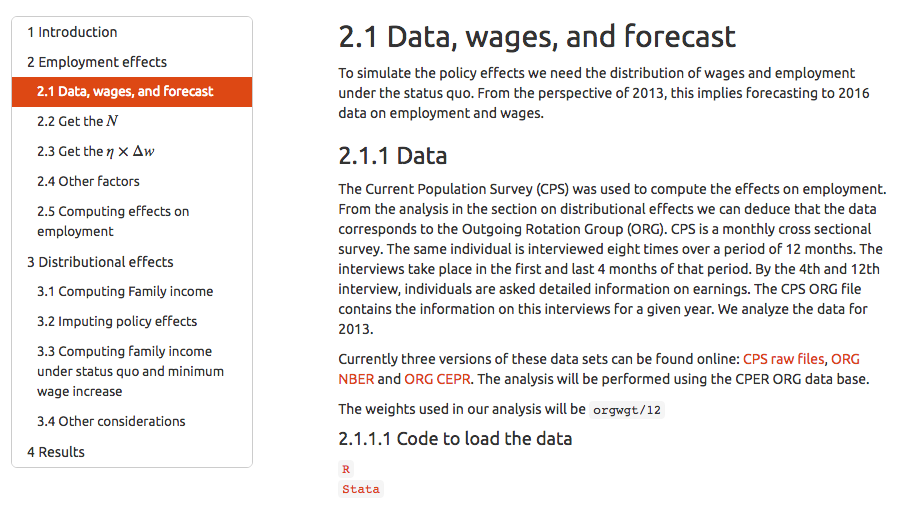 1 Introduction
2 Employment effects
2.1 Data, wages, and forecast
2.2 Get the N
2.3 Get the η × Δw
2.4 Other factors
2.5 Computing effects on
employment
3 Distributional effects
3.1 Computing Family income
3.2 Imputing policy effects
3.3 Computing family income
under status quo and minimum
wage increase
3.4 Other considerations
4 Results
2.1 Data, wages, and forecast
To simulate the policy effects we need the distribution of wages and employment
under the status quo. From the perspective of 2013, this implies forecasting to 2016
data on employment and wages.
2.1.1 Data
The Current Population Survey (CPS) was used to compute the effects on employment.
From the analysis in the section on distributional effects we can deduce that the data
corresponds to the Outgoing Rotation Group (ORG). CPS is a monthly cross sectional
survey. The same individual is interviewed eight times over a period of 12 months. The
interviews take place in the first and last 4 months of that period. By the 4th and 12th
interview, individuals are asked detailed information on earnings. The CPS ORG file
contains the information on this interviews for a given year. We analyze the data for
2013.
Currently three versions of these data sets can be found online: CPS raw files, ORG
NBER and ORG CEPR. The analysis will be performed using the CPER ORG data base.
The weights used in our analysis will be orgwgt/12
2.1.1.1 Code to load the data
R
Stata